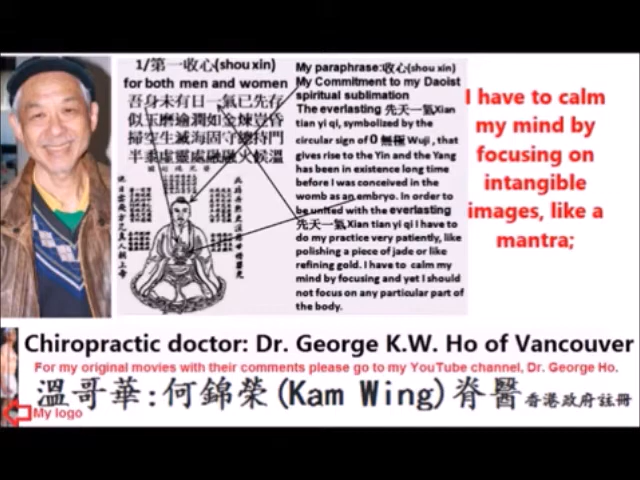 1/第一收心(shou xin)
for both men and women
吾身未有日一氣已先存
似玉磨逾潤如金煉豈昏
掃空生滅海固守總持門
半黍虛靈處融融火候溫
My paraphrase:收心(shou xin)
My Commitment to my Daoist
spiritual sublimation
The everlasting 先天一氣Xian
tian yi qi, symbolized by the
circular sign of 0 無極 Wuji , that
gives rise to the Yin and the Yang
has been in existence long time
before I was conceived in the
womb as an embryo. In order to
be united with the everlasting
先天一氣Xian tian yi qi I have to
do my practice very patiently, like
polishing a piece of jade or like
refining gold. I have to calm my
mind by focusing and yet I should
not focus on any particular part of
the body.
I have to calm
my mind by
focusing on
intangible
images, like a
mantra;
Chiropractic doctor: Dr. George K.W. Ho of Vancouver
For my original movies with their comments please go to my YouTube channel, Dr. George Ho.
溫哥華:何錦榮(Kam Wing)脊醫香港政府註冊
My logo